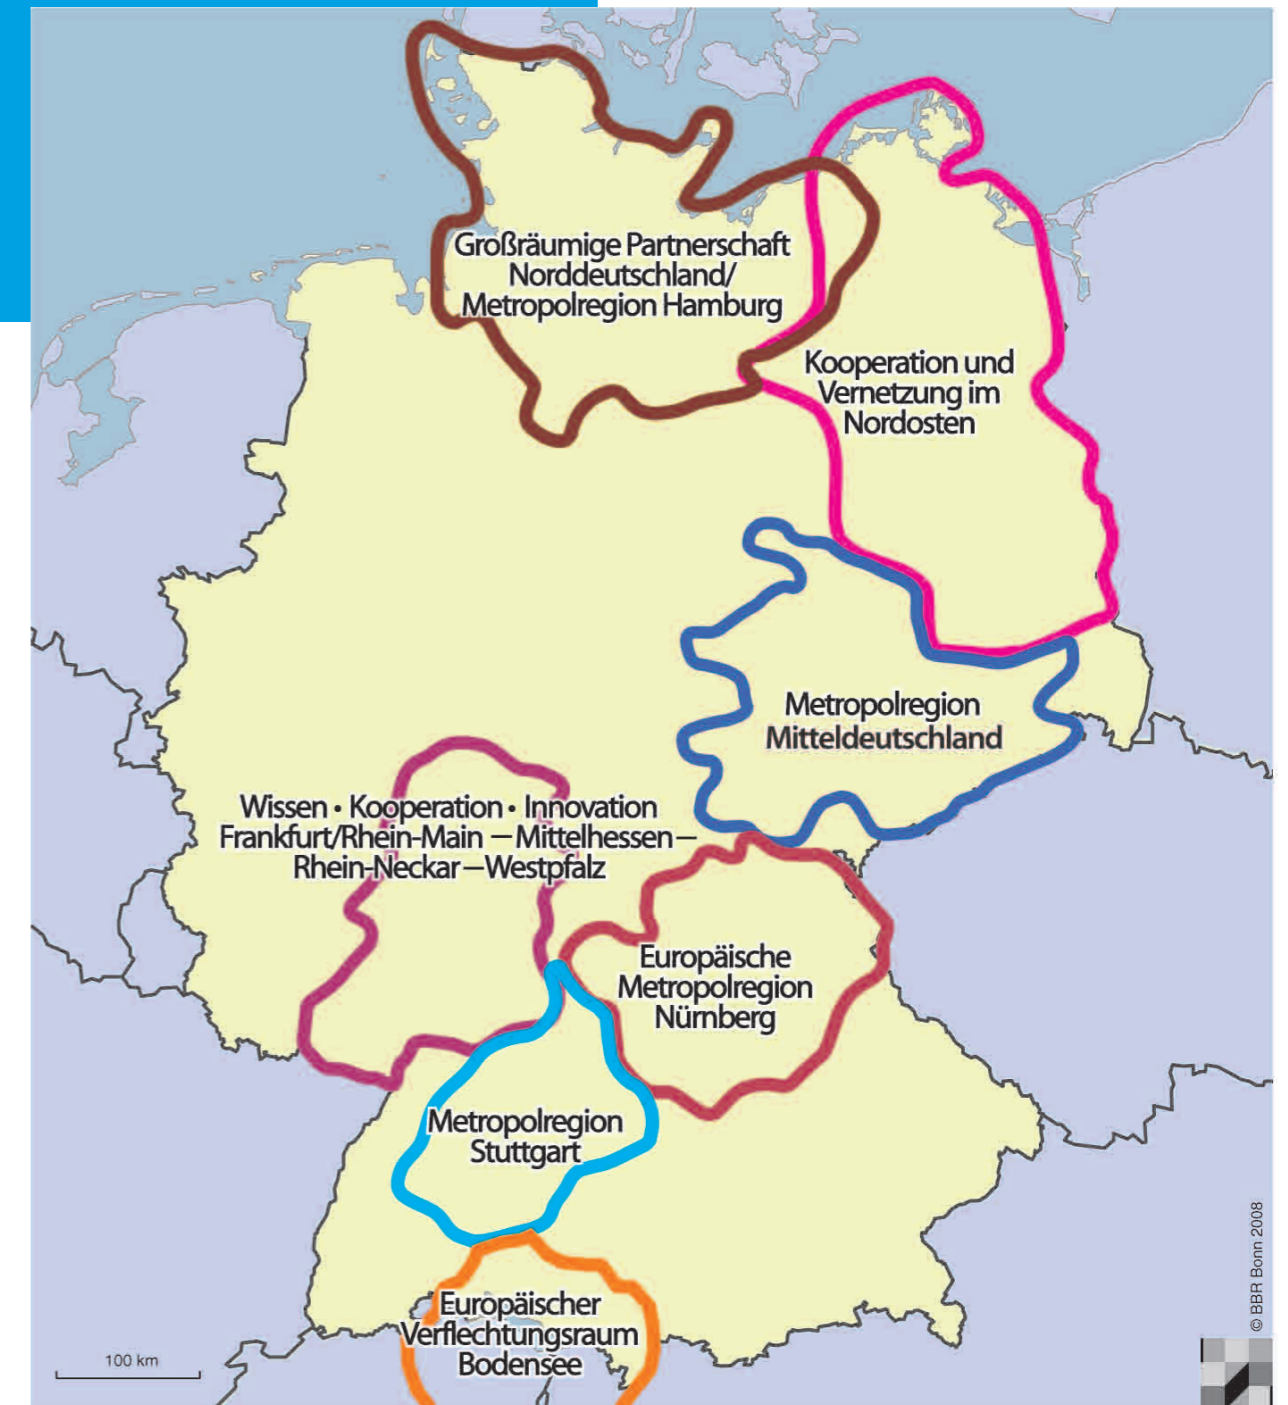 Großräumige Partnerschaft
Norddeutschland/
Metropolregion Hamburg
Kooperation und
Vernetzung im
Nordosten
Metropolregion
Mitteldeutschland
Wissen • Kooperation • Innovation
Frankfurt/Rhein-Main – Mittelhessen –
Rhein-Neckar – Westpfalz
Europäische
Metropolregion
Nürnberg
Metropolregion
Stuttgart
Europäischer
Verflechtungsraum
Bodensee
100 km
© BBR Bonn 2008